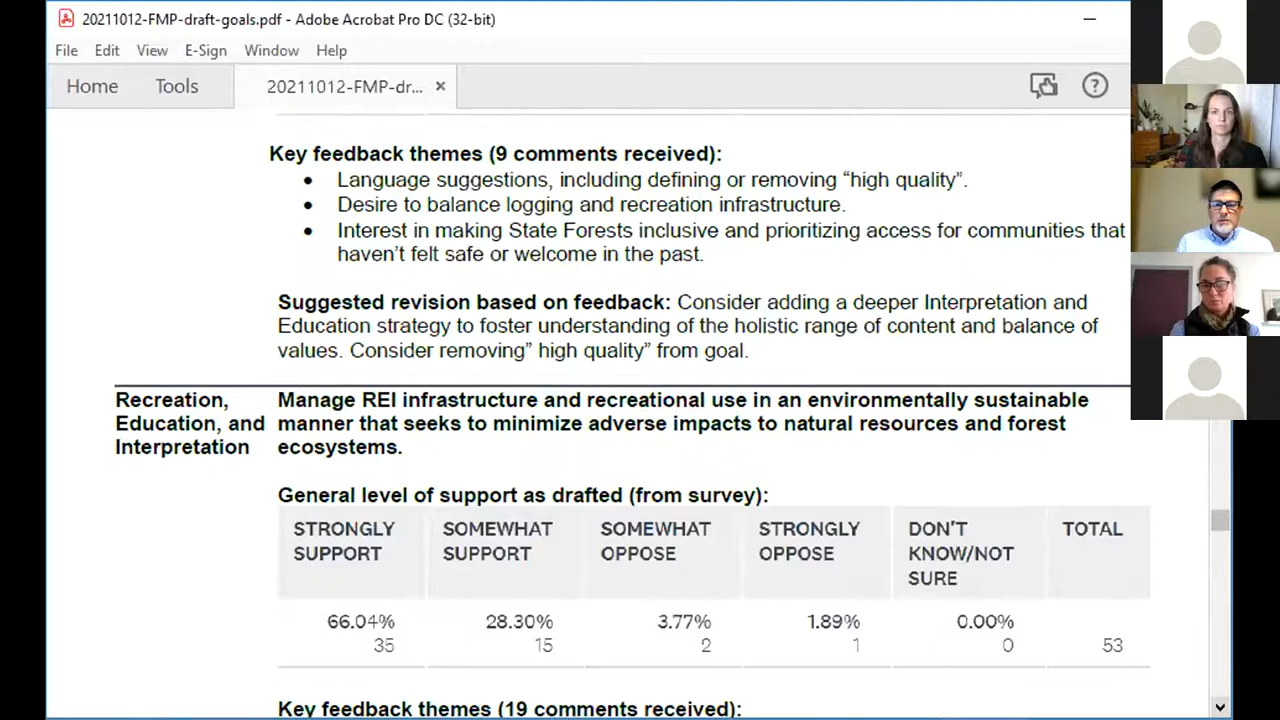 20211012-FMP-draft-goals.pdf - Adobe Acrobat Pro DC (32-bit)
File Edit View E-Sign Window Help
Home Tools 20211012-FMP-dr... ×
Key feedback themes (9 comments received):
• Language suggestions, including defining or removing “high quality”.
• Desire to balance logging and recreation infrastructure.
• Interest in making State Forests inclusive and prioritizing access for communities that
haven’t felt safe or welcome in the past.
Suggested revision based on feedback: Consider adding a deeper Interpretation and
Education strategy to foster understanding of the holistic range of content and balance of
values. Consider removing” high quality” from goal.
Recreation, Education, and Interpretation
Manage REI infrastructure and recreational use in an environmentally sustainable
manner that seeks to minimize adverse impacts to natural resources and forest
ecosystems.
General level of support as drafted (from survey):
STRONGLY SUPPORT SOMEWHAT SUPPORT SOMEWHAT OPPOSE STRONGLY OPPOSE DON'T KNOW/NOT SURE TOTAL
66.04% 28.30% 3.77% 1.89% 0.00%
35 15 2 1 0 53
Key feedback themes (19 comments received):